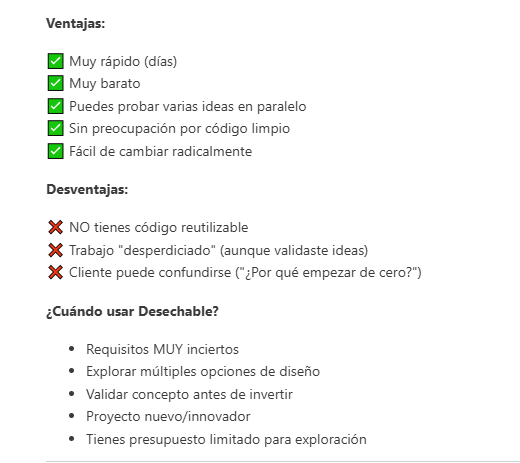 Ventajas:
✅ Muy rápido (días)
✅ Muy barato
✅ Puedes probar varias ideas en paralelo
✅ Sin preocupación por código limpio
✅ Fácil de cambiar radicalmente
Desventajas:
❌ NO tienes código reutilizable
❌ Trabajo "desperdiciado" (aunque validaste ideas)
❌ Cliente puede confundirse ("¿Por qué empezar de cero?")
¿Cuándo usar Desechable?
• Requisitos MUY inciertos
• Explorar múltiples opciones de diseño
• Validar concepto antes de invertir
• Proyecto nuevo/innovador
• Tienes presupuesto limitado para exploración